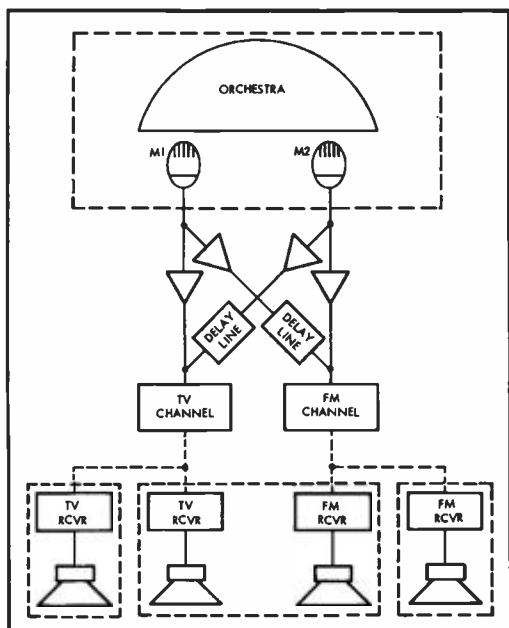 ORCHESTRA
M1
M2
DELAY
LINE
DELAY
LINE
TV
CHANNEL
FM
CHANNEL
TV
RCVR
TV
RCVR
FM
RCVR
FM
RCVR